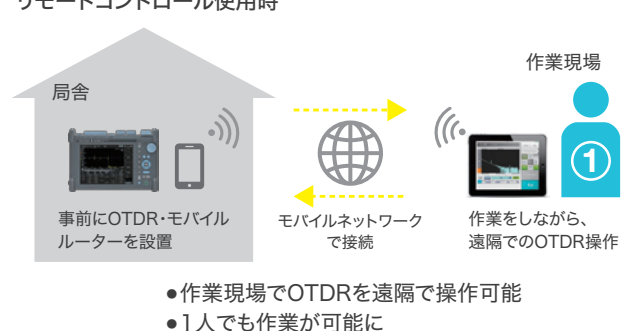 リモートコントロール使用時
作業現場
局舎
①
事前にOTDR・モバイル
ルーターを設置
モバイルネットワーク
で接続
作業をしながら、
遠隔でのOTDR操作
●作業現場でOTDRを遠隔で操作可能
●1人でも作業が可能に